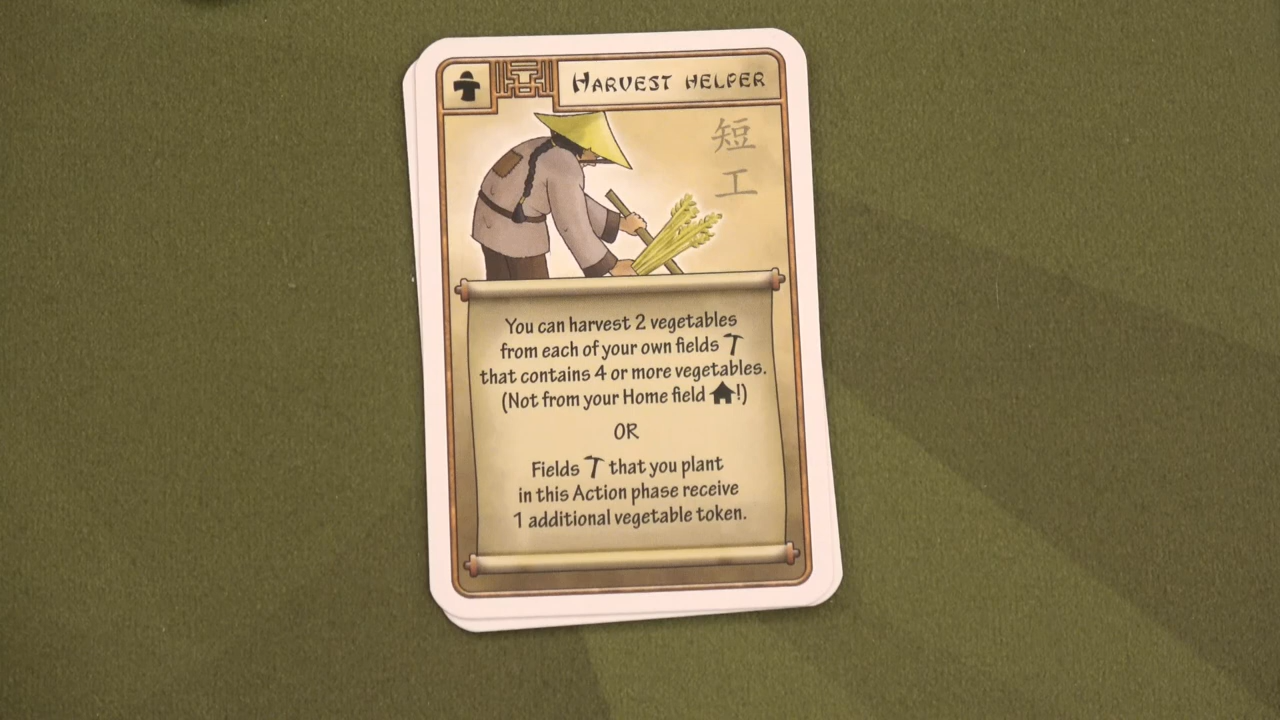 HARVEST HELPER
短
工
You can harvest 2 vegetables
from each of your own fields
that contains 4 or more vegetables.
(Not from your Home field !)
OR
Fields that you plant
in this Action phase receive
1 additional vegetable token.